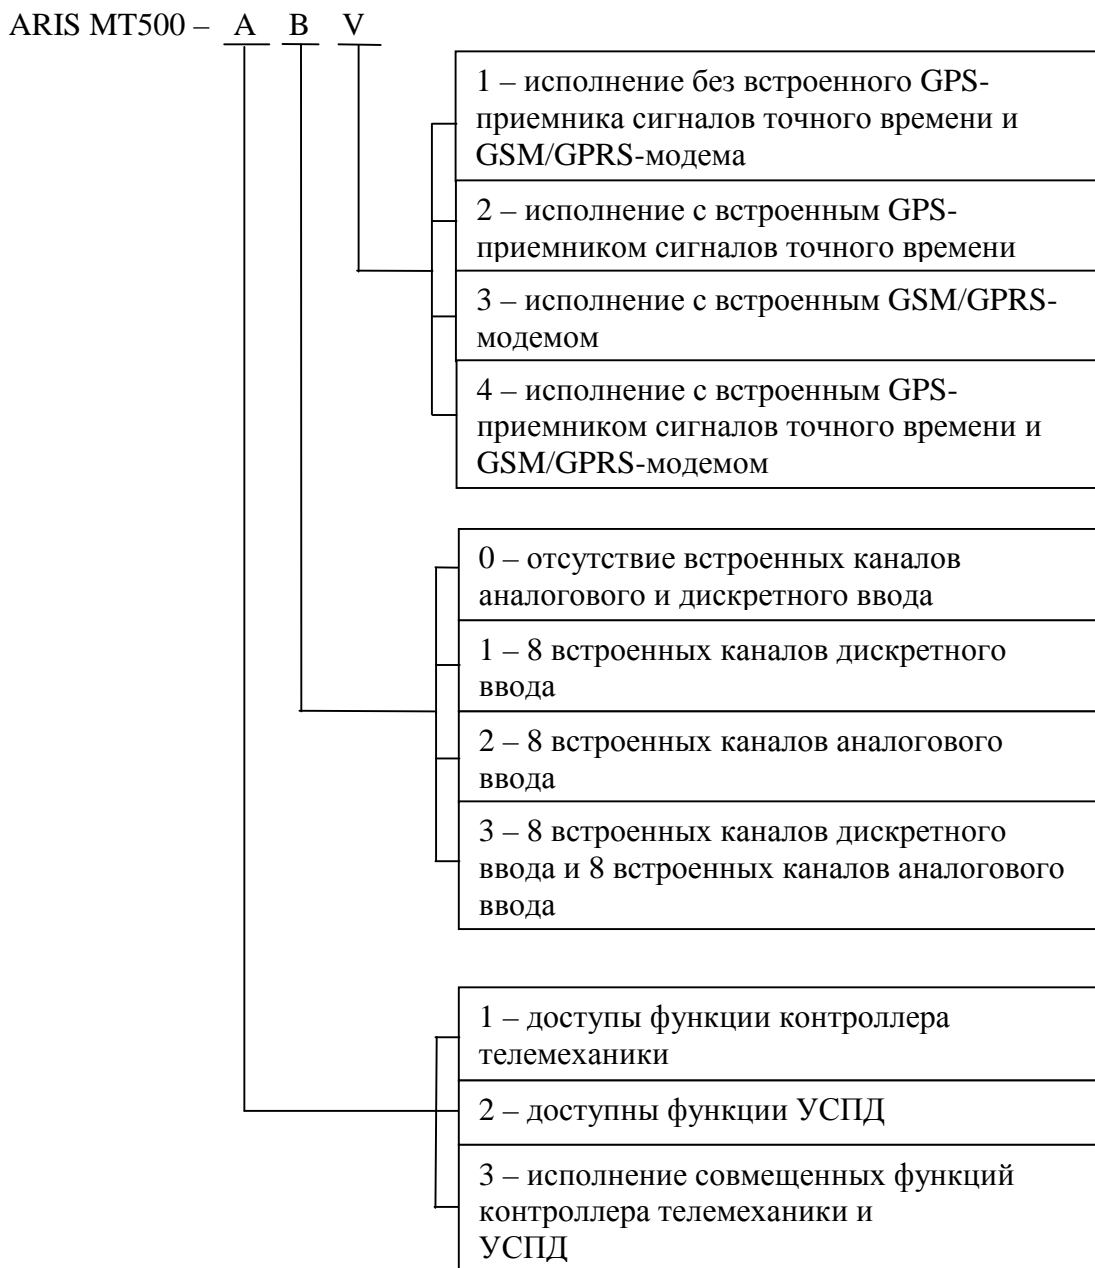 ARIS MT500 – A B V
1 – исполнение без встроенного GPS-
приемника сигналов точного времени и
GSM/GPRS-модема
2 – исполнение с встроенным GPS-
приемником сигналов точного времени
3 – исполнение с встроенным GSM/GPRS-
модемом
4 – исполнение с встроенным GPS-
приемником сигналов точного времени и
GSM/GPRS-модемом
0 – отсутствие встроенных каналов
аналогового и дискретного ввода
1 – 8 встроенных каналов дискретного
ввода
2 – 8 встроенных каналов аналогового
ввода
3 – 8 встроенных каналов дискретного
ввода и 8 встроенных каналов аналогового
ввода
1 – доступы функции контроллера
телемеханики
2 – доступны функции УСПД
3 – исполнение совмещенных функций
контроллера телемеханики и
УСПД